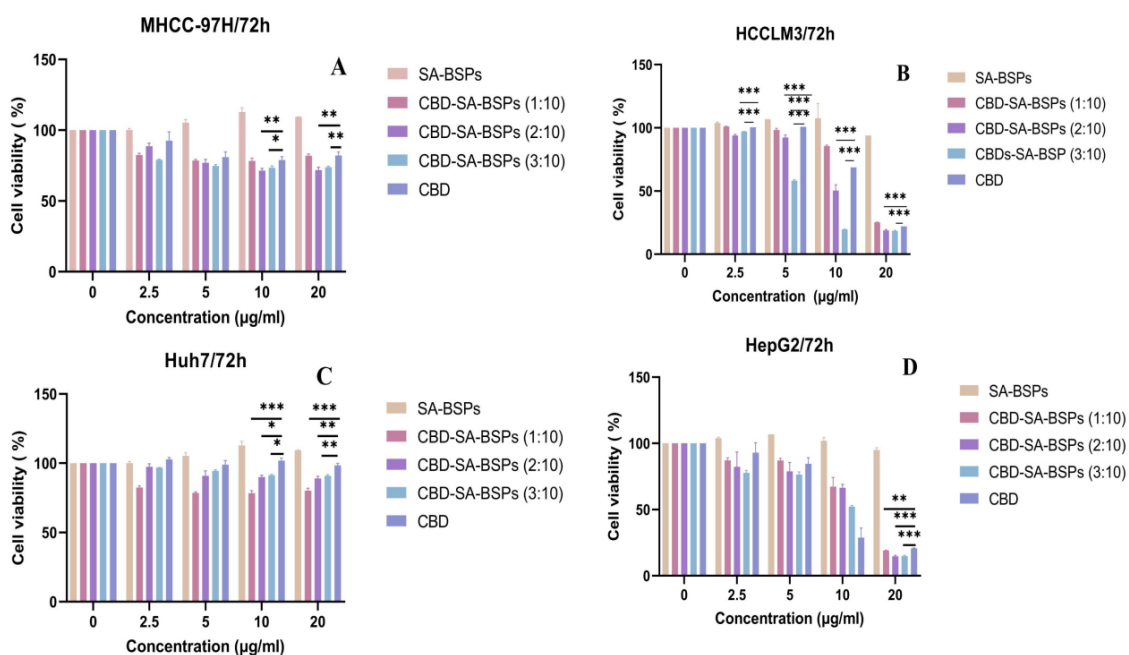 MHCC-97H/72h
A
150
100
50
0
Cell viability ( %)
** **
* **
0 2.5 5 10 20
Concentration (µg/ml)
SA-BSPs
CBD-SA-BSPs (1:10)
CBD-SA-BSPs (2:10)
CBD-SA-BSPs (3:10)
CBD
HCCLM3/72h
B
150
100
50
0
Cell viability ( %)
*** *** *** ***
*** *** *** ***
***
0 2.5 5 10 20
Concentration (µg/ml)
SA-BSPs
CBD-SA-BSPs (1:10)
CBD-SA-BSPs (2:10)
CBDs-SA-BSP (3:10)
CBD
Huh7/72h
C
150
100
50
0
Cell viability ( %)
*** ***
* **
* **
0 2.5 5 10 20
Concentration (µg/ml)
SA-BSPs
CBD-SA-BSPs (1:10)
CBD-SA-BSPs (2:10)
CBD-SA-BSPs (3:10)
CBD
HepG2/72h
D
150
100
50
0
Cell viability ( %)
**
***
***
0 2.5 5 10 20
Concentration (µg/ml)
SA-BSPs
CBD-SA-BSPs (1:10)
CBD-SA-BSPs (2:10)
CBD-SA-BSPs (3:10)
CBD